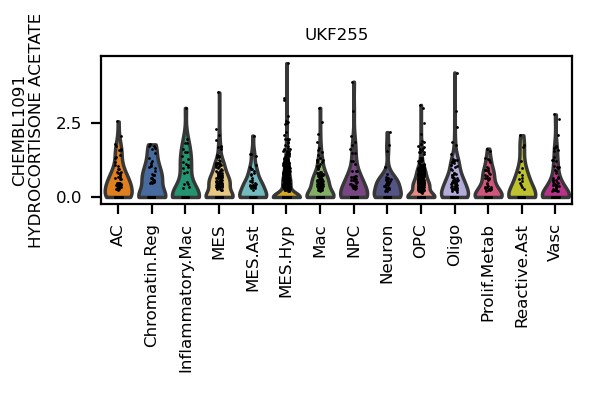 UKF255
CHEMBL1091
HYDROCORTISONE ACETATE
2.5
0.0
AC
Chromatin.Reg
Inflammatory.Mac
MES
MES.Ast
MES.Hyp
Mac
NPC
Neuron
OPC
Oligo
Prolif.Metab
Reactive.Ast
Vasc